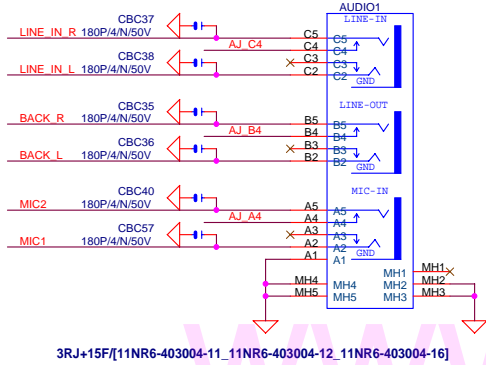 AUDIO1
CBC37
LINE-IN
LINE_IN_R 180P/4/N/50V
C5 C5
AJ_C4 C4 C4
CBC38
C3 C3
LINE_IN_L 180P/4/N/50V
C2 C2
GND
CBC35
LINE-OUT
BACK_R 180P/4/N/50V
B5 B5
AJ_B4 B4 B4
CBC36
B3 B3
BACK_L 180P/4/N/50V
B2 B2
GND
CBC40
MIC-IN
MIC2 180P/4/N/50V
A5 A5
AJ_A4 A4 A4
CBC57
A3 A3
MIC1 180P/4/N/50V
A2 A2
GND
A1 A1
MH1 MH1
MH4 MH4 MH2 MH2
MH5 MH5 MH3 MH3
3RJ+15F/[11NR6-403004-11_11NR6-403004-12_11NR6-403004-16]